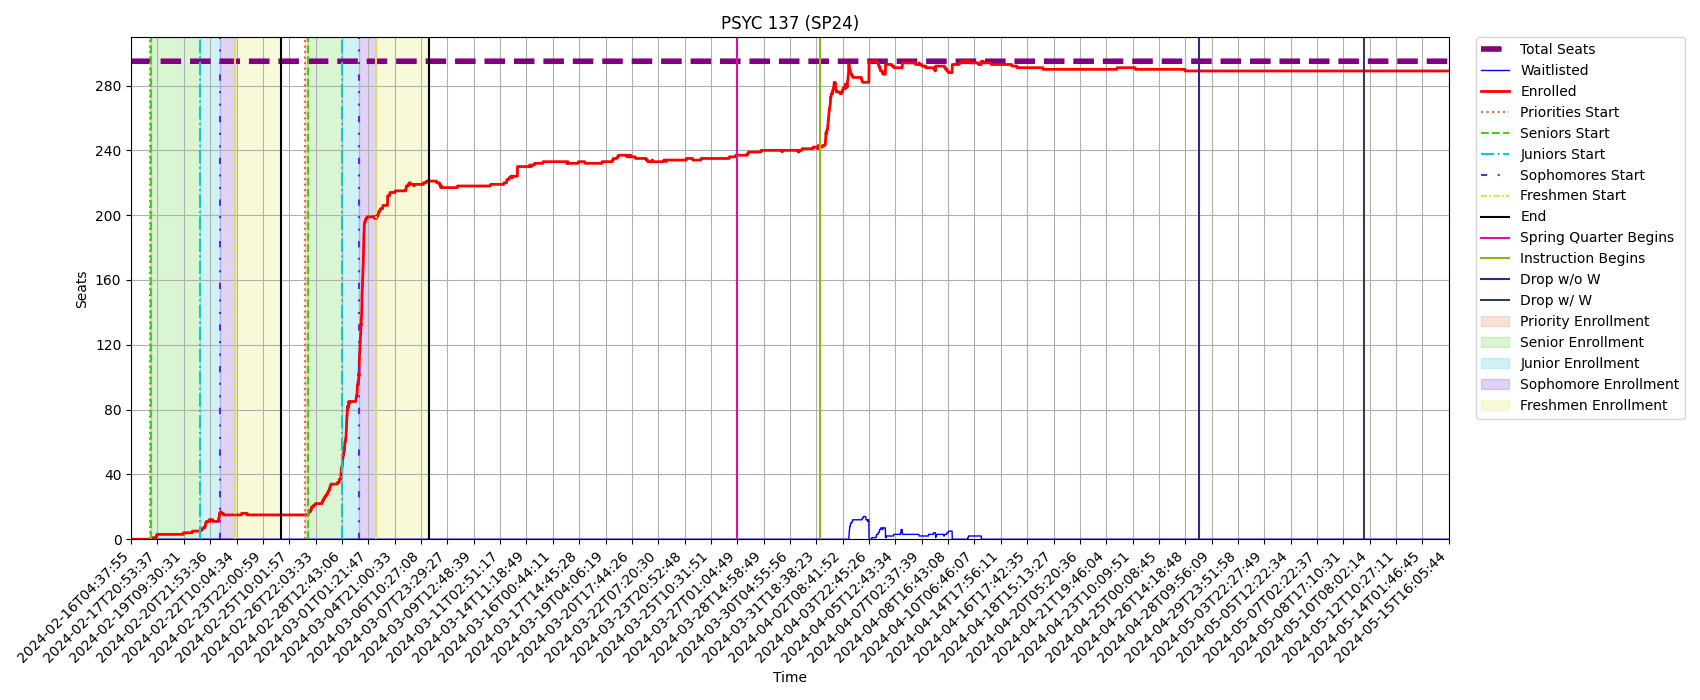 PSYC 137 (SP24)
Seats
280
240
200
160
120
80
40
0
2024-02-16T04:37:55
2024-02-17T20:53:37
2024-02-19T09:30:31
2024-02-20T21:53:36
2024-02-22T10:04:34
2024-02-23T22:00:59
2024-02-25T10:01:57
2024-02-26T22:03:33
2024-02-28T12:43:06
2024-03-01T01:21:47
2024-03-04T21:00:33
2024-03-06T10:27:08
2024-03-07T23:29:27
2024-03-09T12:48:39
2024-03-11T02:51:17
2024-03-14T11:18:49
2024-03-16T00:44:11
2024-03-17T14:45:28
2024-03-19T04:06:19
2024-03-20T17:44:26
2024-03-22T07:20:30
2024-03-23T20:52:48
2024-03-25T10:31:51
2024-03-27T01:04:49
2024-03-28T14:58:49
2024-03-30T04:55:56
2024-03-31T18:38:23
2024-04-02T08:41:52
2024-04-03T22:45:26
2024-04-05T12:43:34
2024-04-07T02:37:39
2024-04-08T16:43:08
2024-04-10T06:46:07
2024-04-14T17:56:11
2024-04-16T17:42:35
2024-04-18T15:13:27
2024-04-20T05:20:36
2024-04-21T19:46:04
2024-04-23T10:09:51
2024-04-25T00:08:45
2024-04-26T14:18:48
2024-04-28T09:56:09
2024-04-29T23:51:58
2024-05-03T22:27:49
2024-05-05T12:22:34
2024-05-07T02:22:37
2024-05-08T17:10:31
2024-05-10T08:02:14
2024-05-12T10:27:11
2024-05-14T01:46:45
2024-05-15T16:05:44
Time
Total Seats
Waitlisted
Enrolled
Priorities Start
Seniors Start
Juniors Start
Sophomores Start
Freshmen Start
End
Spring Quarter Begins
Instruction Begins
Drop w/o W
Drop w/ W
Priority Enrollment
Senior Enrollment
Junior Enrollment
Sophomore Enrollment
Freshmen Enrollment